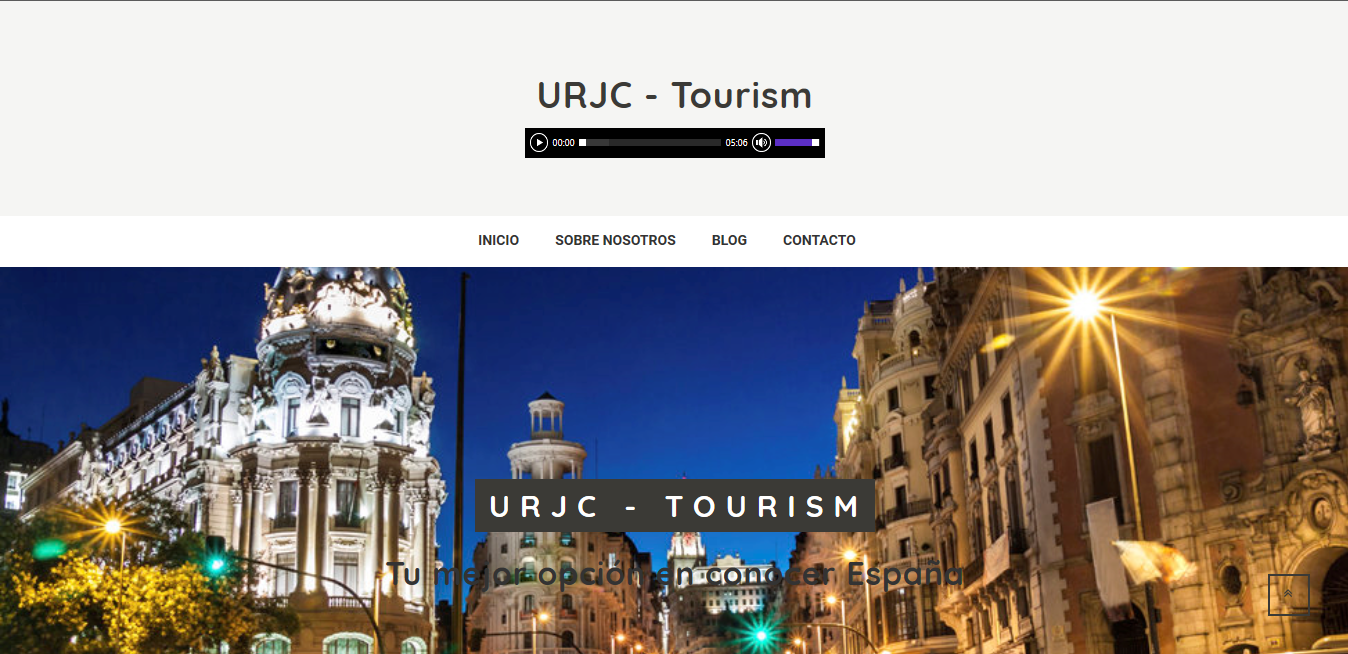 URJC - Tourism
00:00 05:06
INICIO SOBRE NOSOTROS BLOG CONTACTO
URJC - TOURISM
Tu mejor opción en conocer España